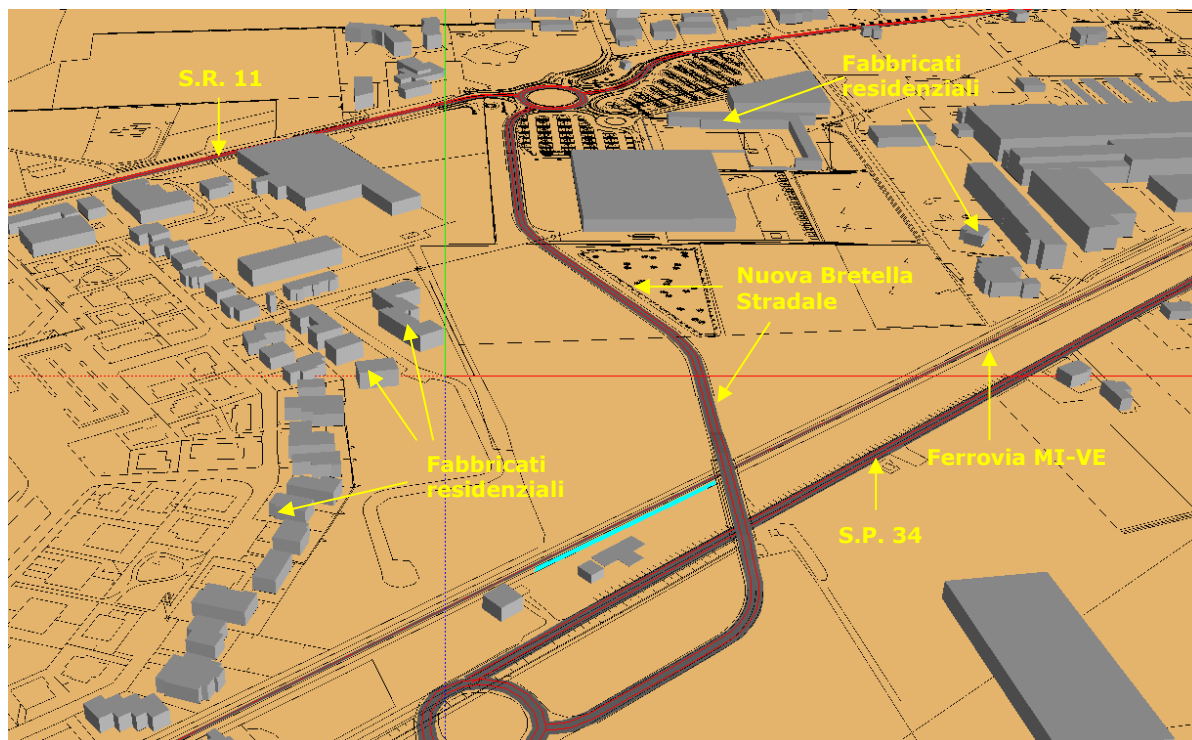 S.R. 11
Fabbricati
residenziali
Nuova Bretella
Stradale
Fabbricati
residenziali
Ferrovia MI-VE
S.P. 34